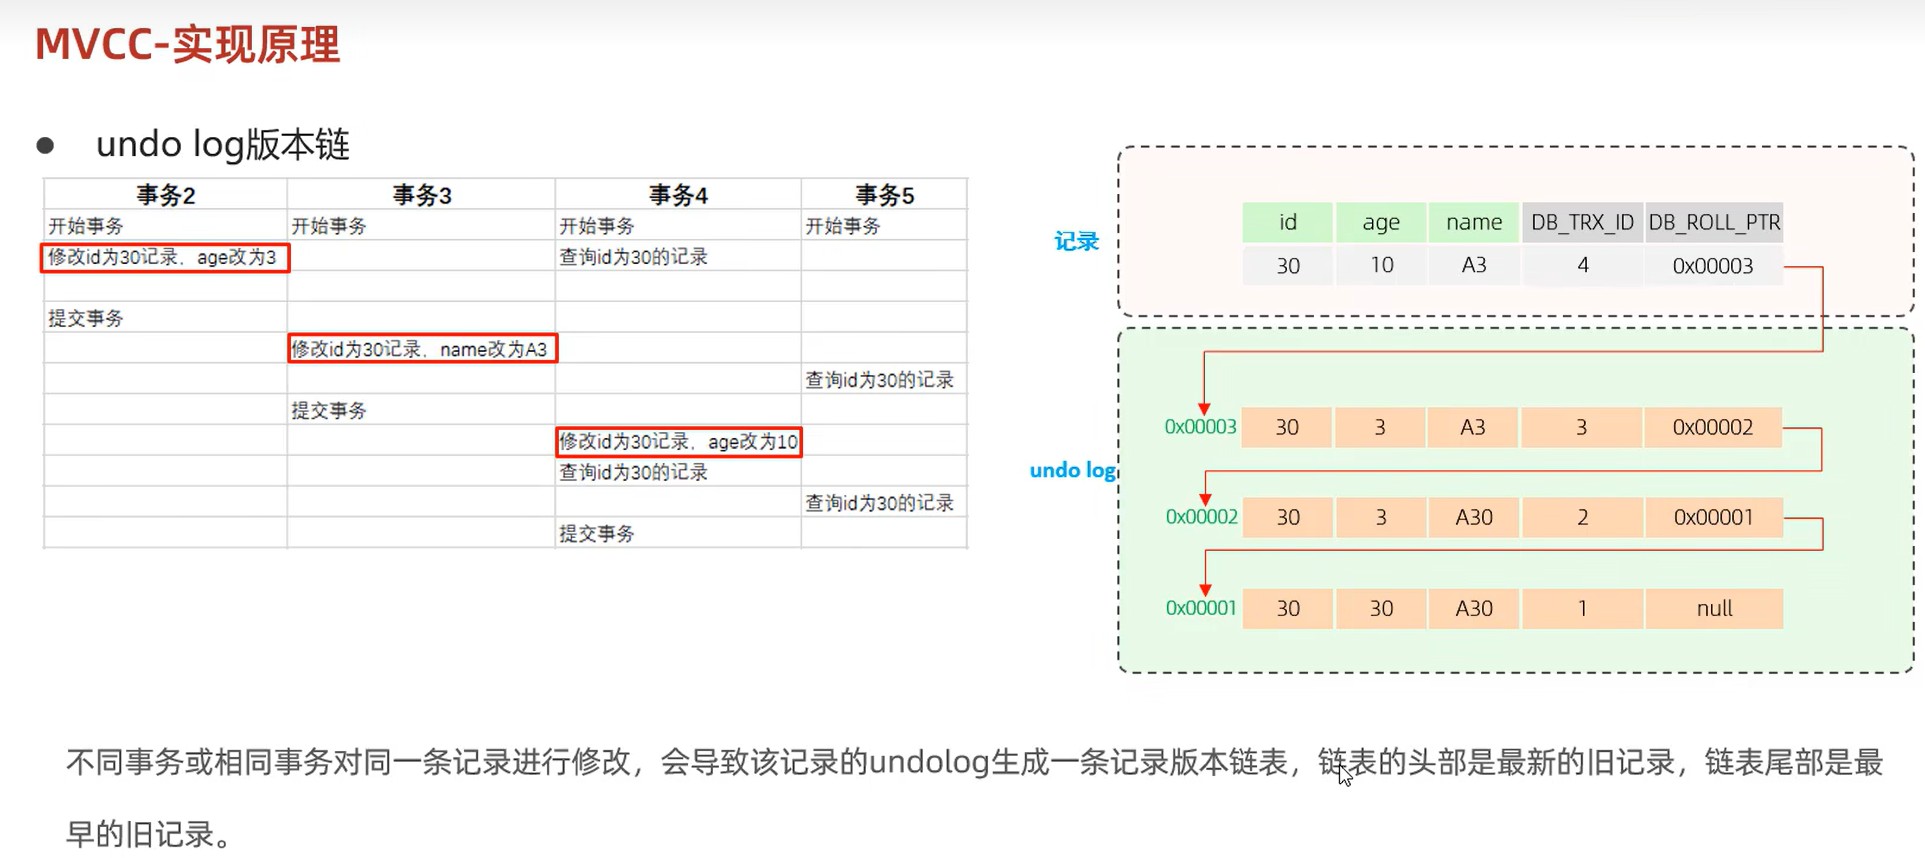 MVCC-实现原理
● undo log版本链
事务2 事务3 事务4 事务5
开始事务 开始事务 开始事务 开始事务
修改id为30记录，age改为3 查询id为30的记录
提交事务
修改id为30记录，name改为A3
查询id为30的记录
提交事务
修改id为30记录，age改为10
查询id为30的记录
查询id为30的记录
提交事务
记录
id age name DB_TRX_ID DB_ROLL_PTR
30 10 A3 4 0x00003
undo log
0x00003 30 3 A3 3 0x00002
0x00002 30 3 A30 2 0x00001
0x00001 30 30 A30 1 null
不同事务或相同事务对同一条记录进行修改，会导致该记录的undolog生成一条记录版本链表，链表的头部是最新的旧记录，链表尾部是最
早的旧记录。